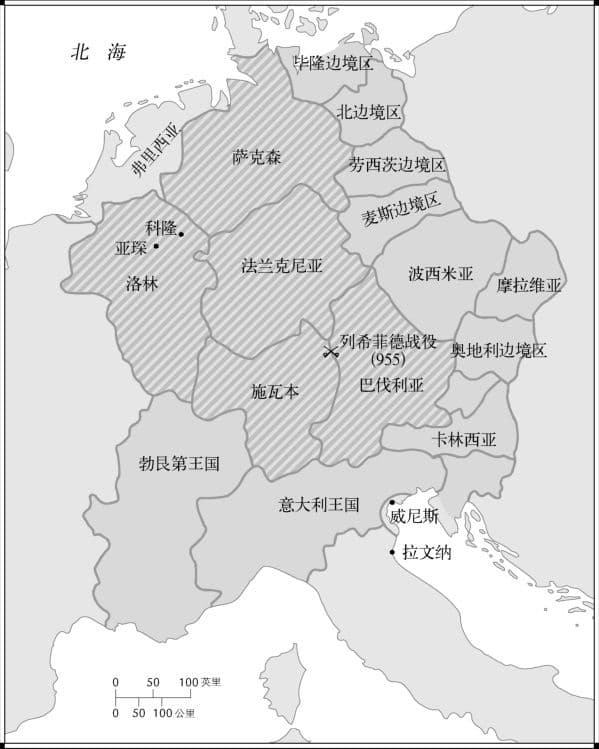 北 海
毕隆边境区
北边境区
弗里西亚
萨克森
劳西茨边境区
麦斯边境区
科隆
亚琛
洛林
法兰克尼亚
波西米亚
摩拉维亚
列希菲德战役
(955)
奥地利边境区
施瓦本
巴伐利亚
卡林西亚
勃艮第王国
意大利王国
威尼斯
拉文纳
0 50 100 英里
0 50 100 公里